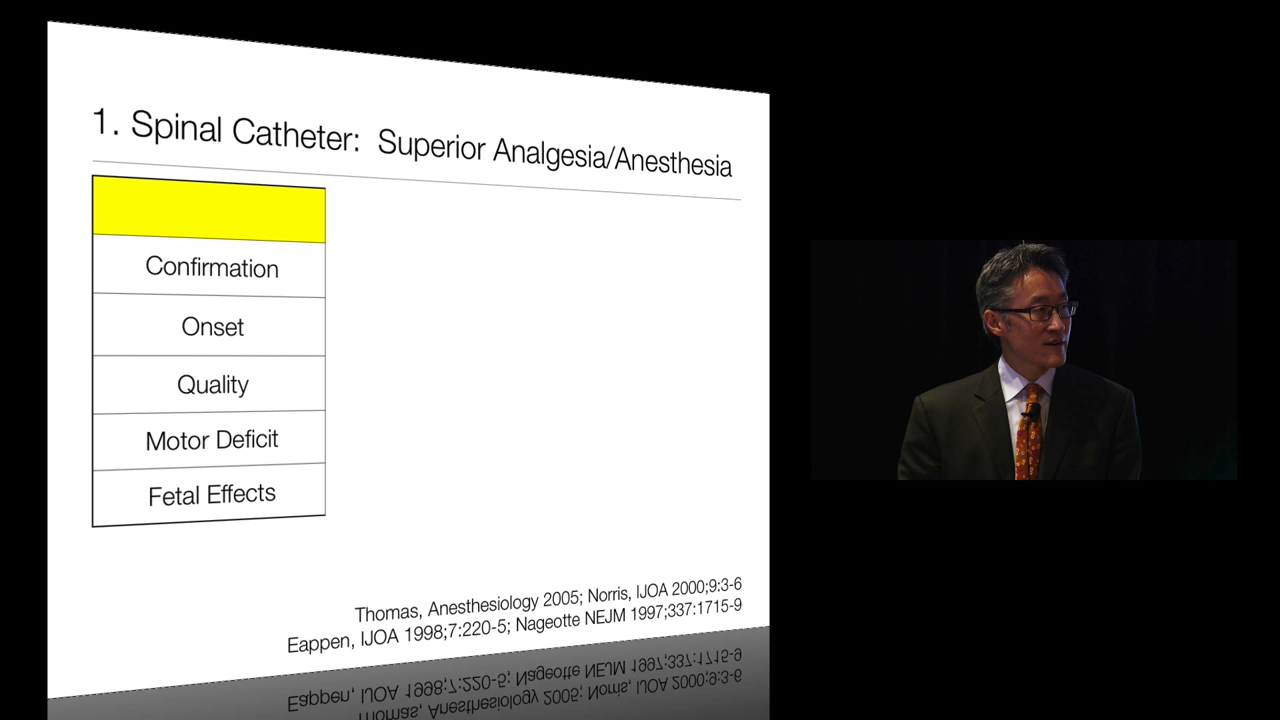 1. Spinal Catheter: Superior Analgesia/Anesthesia
Confirmation
Onset
Quality
Motor Deficit
Fetal Effects
Thomas, Anesthesiology 2005; Norris, IJOA 2000;9:3-6
Eappen, IJOA 1998;7:220-5; Nageotte NEJM 1997;337:1715-9